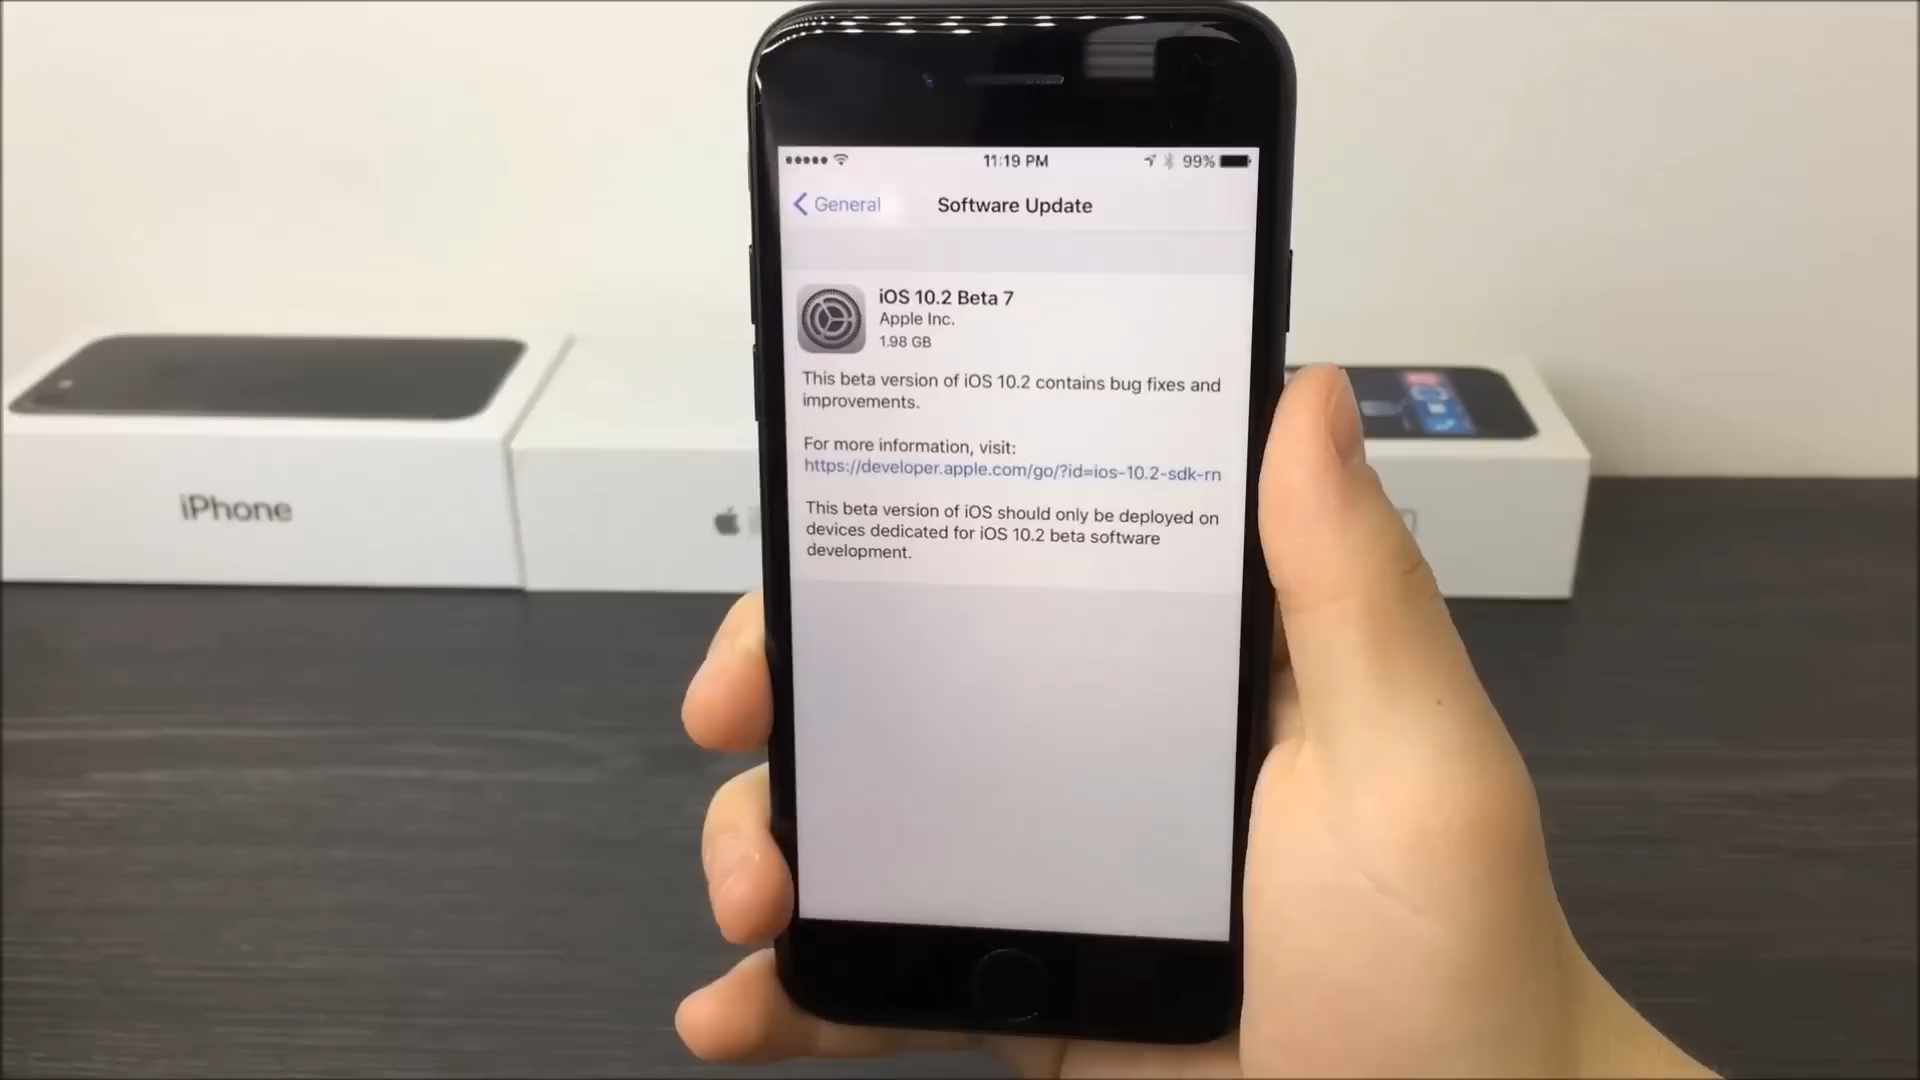 11:19 PM
99%
General
Software Update
iOS 10.2 Beta 7
Apple Inc.
1.98 GB
This beta version of iOS 10.2 contains bug fixes and
improvements.
For more information, visit:
https://developer.apple.com/go/?id=ios-10.2-sdk-rn
This beta version of iOS should only be deployed on
devices dedicated for iOS 10.2 beta software
development.
iPhone